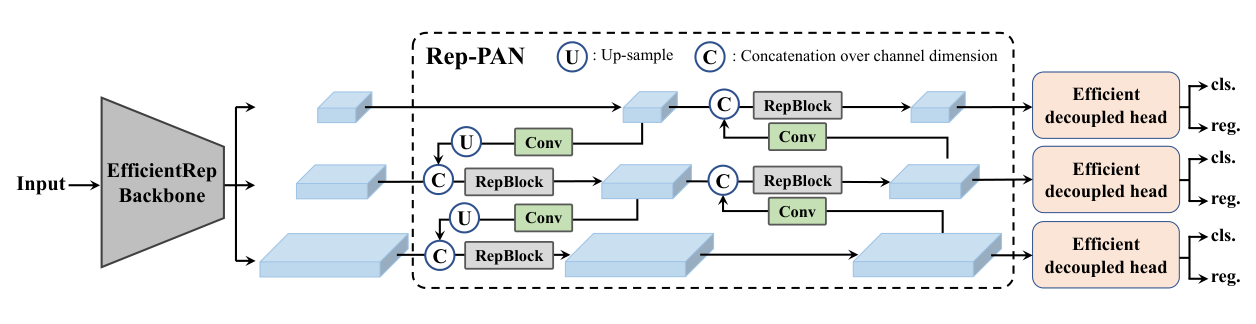 Rep-PAN
U : Up-sample
C : Concatenation over channel dimension
Input
EfficientRep
Backbone
C
RepBlock
Efficient
decoupled head
cls.
reg.
U
Conv
Conv
C
RepBlock
C
RepBlock
Efficient
decoupled head
cls.
reg.
U
Conv
Conv
C
RepBlock
Efficient
decoupled head
cls.
reg.